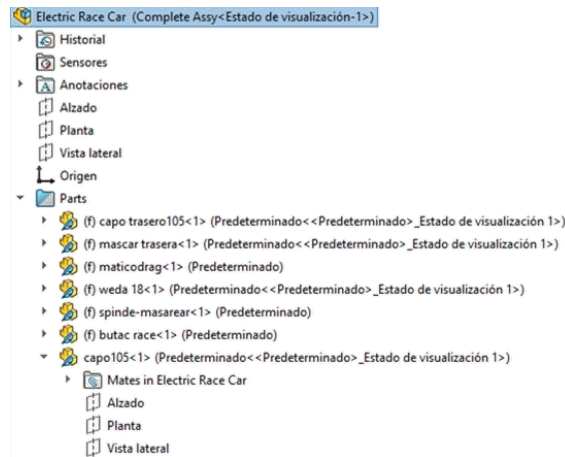 Electric Race Car (Complete Assy<Estado de visualización-1>)
Historial
Sensores
Anotaciones
Alzado
Planta
Vista lateral
Origen
Parts
(f) capo trasero105<1> (Predeterminado<<Predeterminado>_Estado de visualización 1>)
(f) mascar trasera<1> (Predeterminado<<Predeterminado>_Estado de visualización 1>)
(f) maticodrag<1> (Predeterminado)
(f) weda 18<1> (Predeterminado<<Predeterminado>_Estado de visualización 1>)
(f) spinde-masarear<1> (Predeterminado)
(f) butac race<1> (Predeterminado)
capo105<1> (Predeterminado<<Predeterminado>_Estado de visualización 1>)
Mates in Electric Race Car
Alzado
Planta
Vista lateral